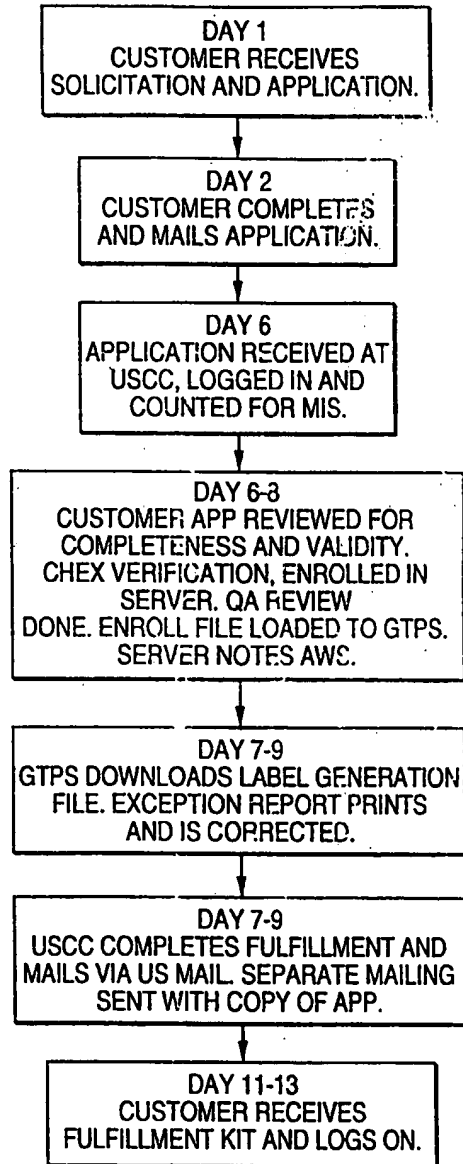 DAY 1
CUSTOMER RECEIVES
SOLICITATION AND APPLICATION.
DAY 2
CUSTOMER COMPLETES
AND MAILS APPLICATION.
DAY 6
APPLICATION RECEIVED AT
USCC, LOGGED IN AND
COUNTED FOR MIS.
DAY 6-8
CUSTOMER APP REVIEWED FOR
COMPLETENESS AND VALIDITY.
CHEX VERIFICATION, ENROLLED IN
SERVER. QA REVIEW
DONE. ENROLL FILE LOADED TO GTPS.
SERVER NOTES AWS.
DAY 7-9
GTPS DOWNLOADS LABEL GENERATION
FILE. EXCEPTION REPORT PRINTS
AND IS CORRECTED.
DAY 7-9
USCC COMPLETES FULFILLMENT AND
MAILS VIA US MAIL. SEPARATE MAILING
SENT WITH COPY OF APP.
DAY 11-13
CUSTOMER RECEIVES
FULFILLMENT KIT AND LOGS ON.